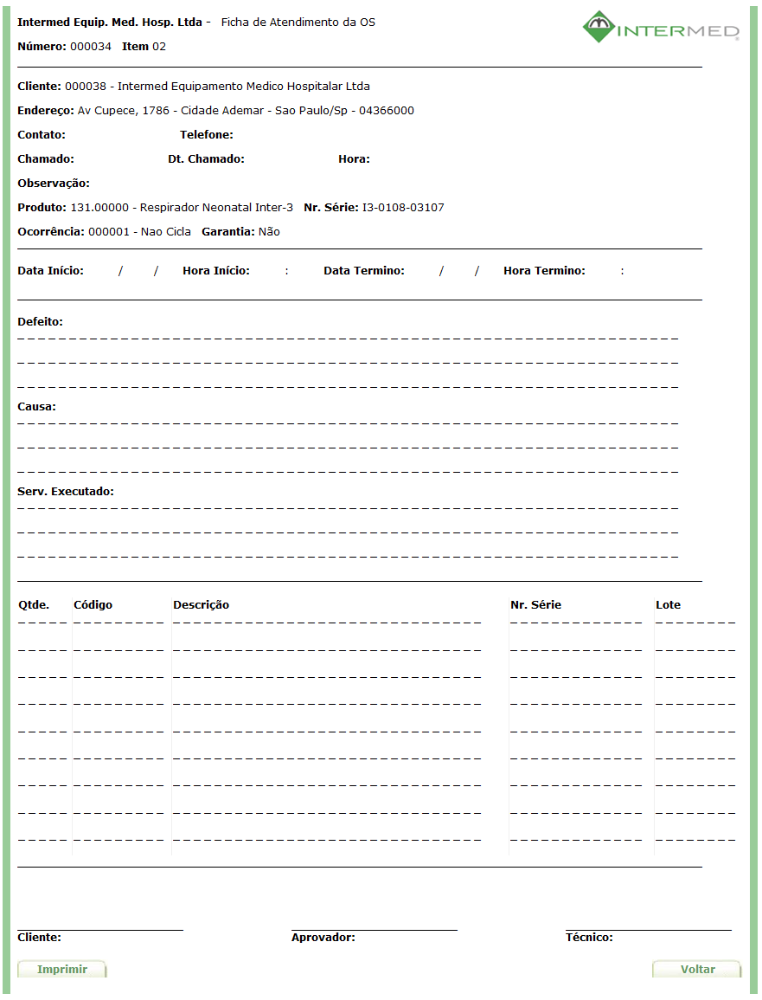 Intermed Equip. Med. Hosp. Ltda - Ficha de Atendimento da OS
INTERMED
Número: 000034 Item 02
Cliente: 000038 - Intermed Equipamento Medico Hospitalar Ltda
Endereço: Av Cupece, 1786 - Cidade Ademar - Sao Paulo/Sp - 04366000
Contato: Telefone:
Chamado: Dt. Chamado: Hora:
Observação:
Produto: 131.00000 - Respirador Neonatal Inter-3 Nr. Série: I3-0108-03107
Ocorrência: 000001 - Nao Cicla Garantia: Não
Data Início: / / Hora Início: : Data Termino: / / Hora Termino: :
Defeito:
Causa:
Serv. Executado:
Qtde. Código Descrição Nr. Série Lote
Cliente: Aprovador: Técnico:
Imprimir Voltar